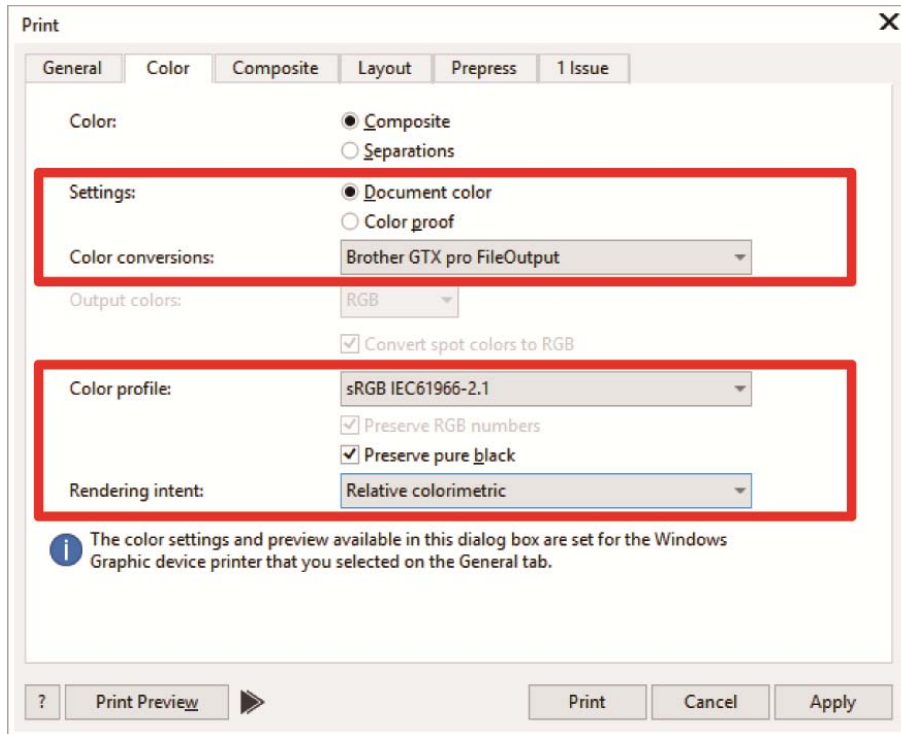 Print
General Color Composite Layout Prepress 1 Issue
Color: Composite
Separations
Settings: Document color
Color proof
Color conversions: Brother GTX pro FileOutput
Output colors: RGB
Convert spot colors to RGB
Color profile: sRGB IEC61966-2.1
Preserve RGB numbers
Preserve pure black
Rendering intent: Relative colorimetric
i The color settings and preview available in this dialog box are set for the Windows
Graphic device printer that you selected on the General tab.
? Print Preview Print Cancel Apply